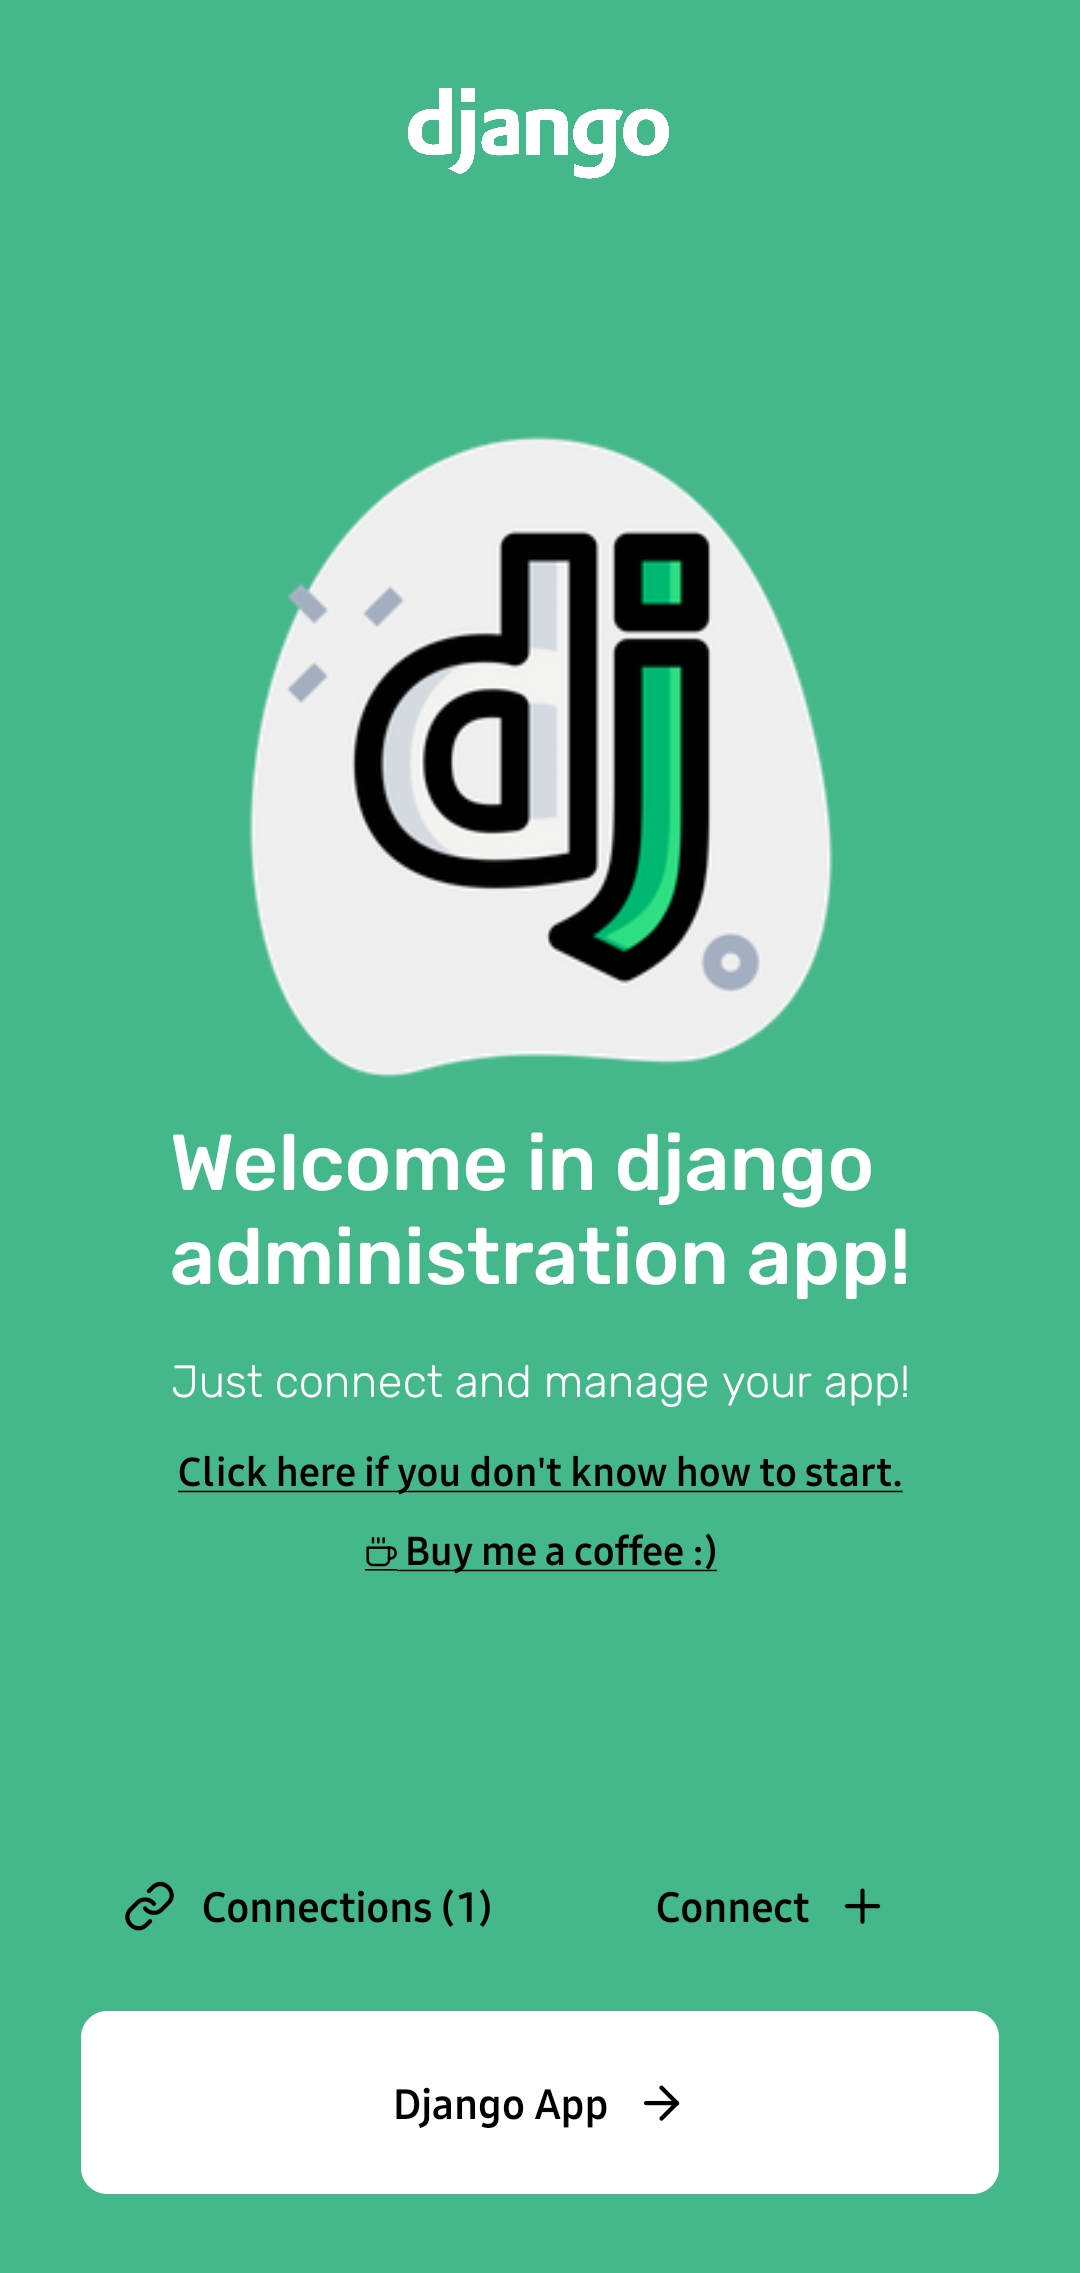 django
dj
Welcome in django
administration app!
Just connect and manage your app!
Click here if you don't know how to start.
Buy me a coffee :)
Connections (1)
Connect
Django App